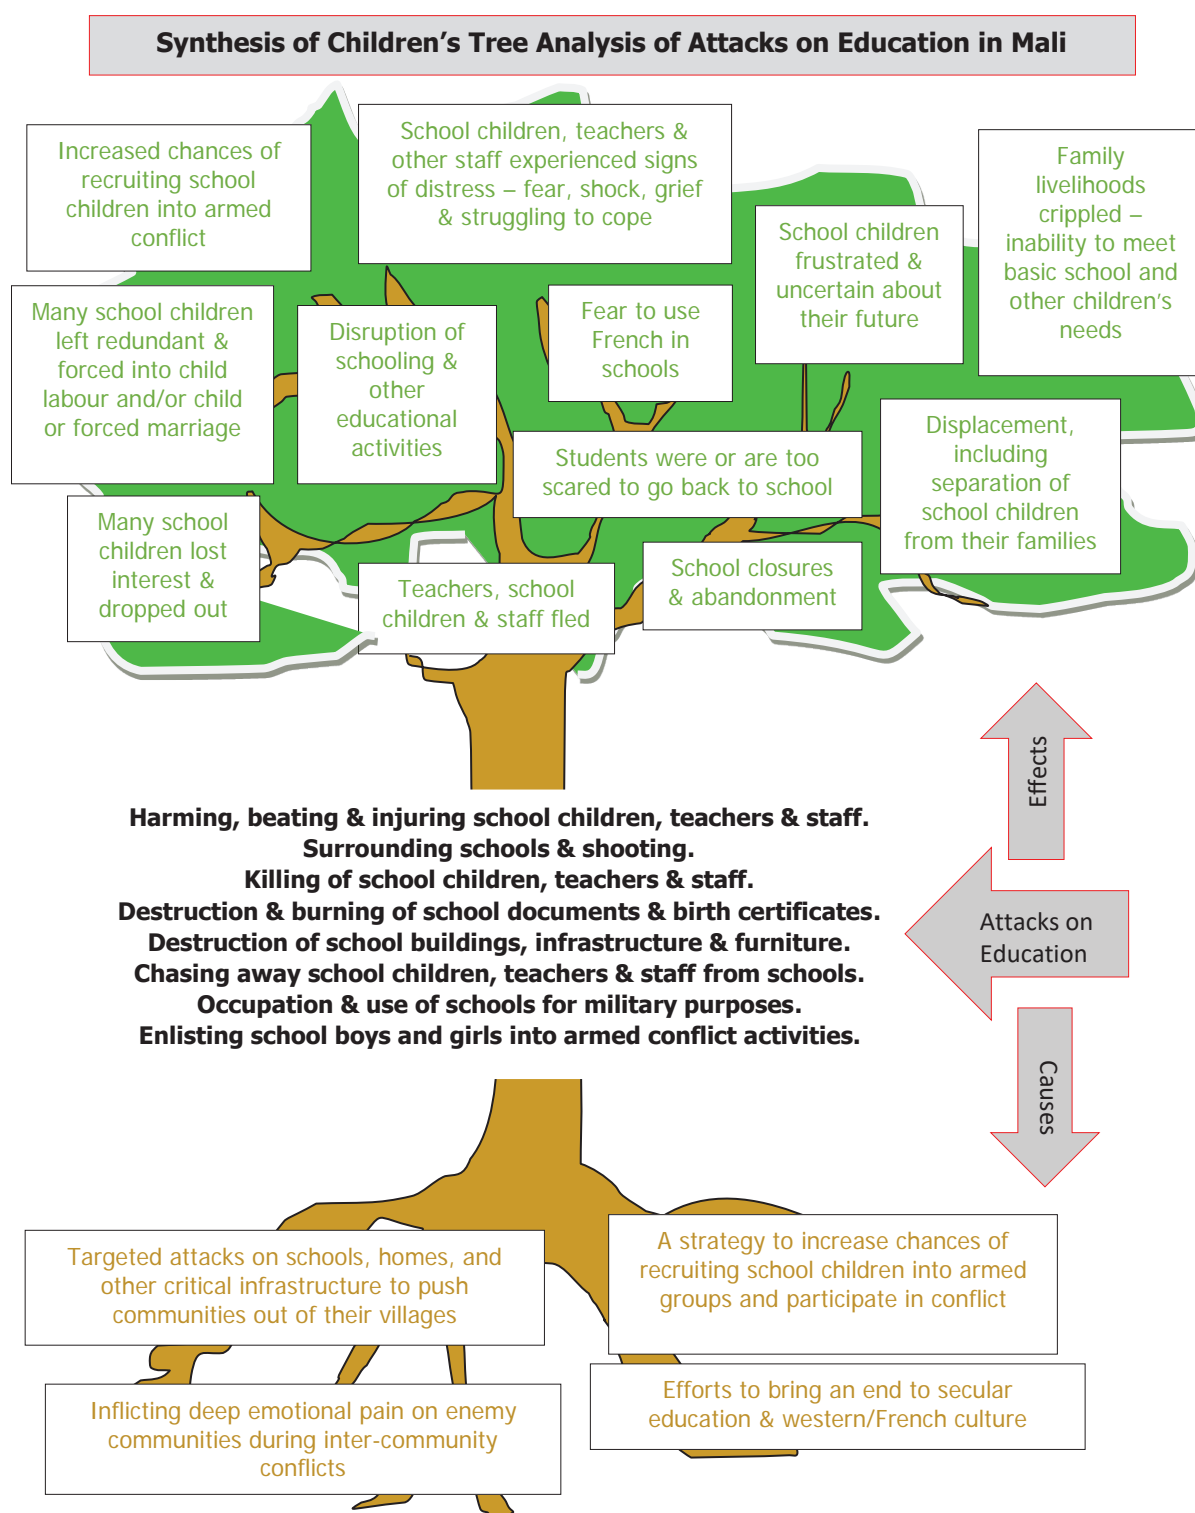 Synthesis of Children's Tree Analysis of Attacks on Education in Mali
Increased chances of
recruiting school
children into armed
conflict
School children, teachers &
other staff experienced signs
of distress – fear, shock, grief
& struggling to cope
School children
frustrated &
uncertain about
their future
Family
livelihoods
crippled –
inability to meet
basic school and
other children's
needs
Many school children
left redundant &
forced into child
labour and/or child
or forced marriage
Disruption of
schooling &
other
educational
activities
Fear to use
French in
schools
Students were or are too
scared to go back to school
Displacement,
including
separation of
school children
from their families
Many school
children lost
interest &
dropped out
Teachers, school
children & staff fled
School closures
& abandonment
Effects
Harming, beating & injuring school children, teachers & staff.
Surrounding schools & shooting.
Killing of school children, teachers & staff.
Destruction & burning of school documents & birth certificates.
Destruction of school buildings, infrastructure & furniture.
Chasing away school children, teachers & staff from schools.
Occupation & use of schools for military purposes.
Enlisting school boys and girls into armed conflict activities.
Attacks on
Education
Causes
Targeted attacks on schools, homes, and
other critical infrastructure to push
communities out of their villages
A strategy to increase chances of
recruiting school children into armed
groups and participate in conflict
Inflicting deep emotional pain on enemy
communities during inter-community
conflicts
Efforts to bring an end to secular
education & western/French culture